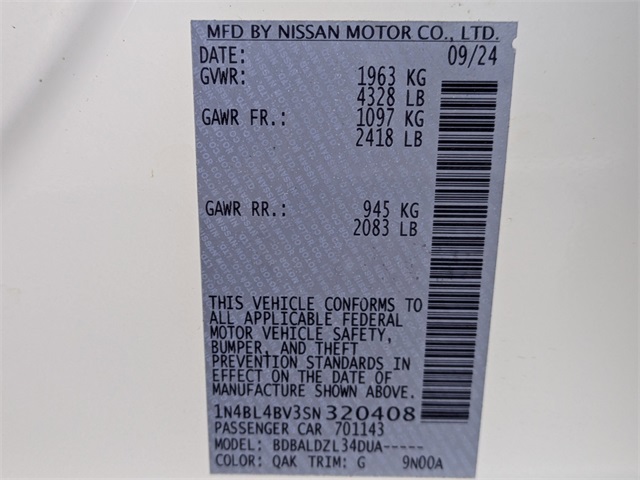 MFD BY NISSAN MOTOR CO., LTD.
DATE: 09/24
GVWR: 1963 KG
4328 LB
GAWR FR.: 1097 KG
2418 LB
GAWR RR.: 945 KG
2083 LB
THIS VEHICLE CONFORMS TO
ALL APPLICABLE FEDERAL
MOTOR VEHICLE SAFETY,
BUMPER, AND THEFT
PREVENTION STANDARDS IN
EFFECT ON THE DATE OF
MANUFACTURE SHOWN ABOVE.
1N4BL4BV3SN320408
PASSENGER CAR 701143
MODEL: BDBALDZL34DUA-----
COLOR: QAK TRIM: G 9N00A